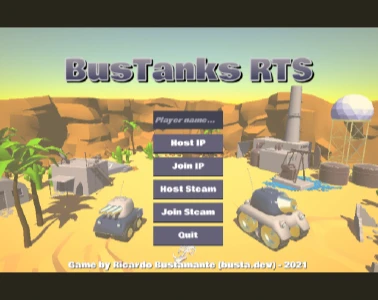 BusTanks RTS
Player name...
Host IP
Join IP
Host Steam
Join Steam
Quit
Game by Ricardo Bustamante (busta.dev) - 2021